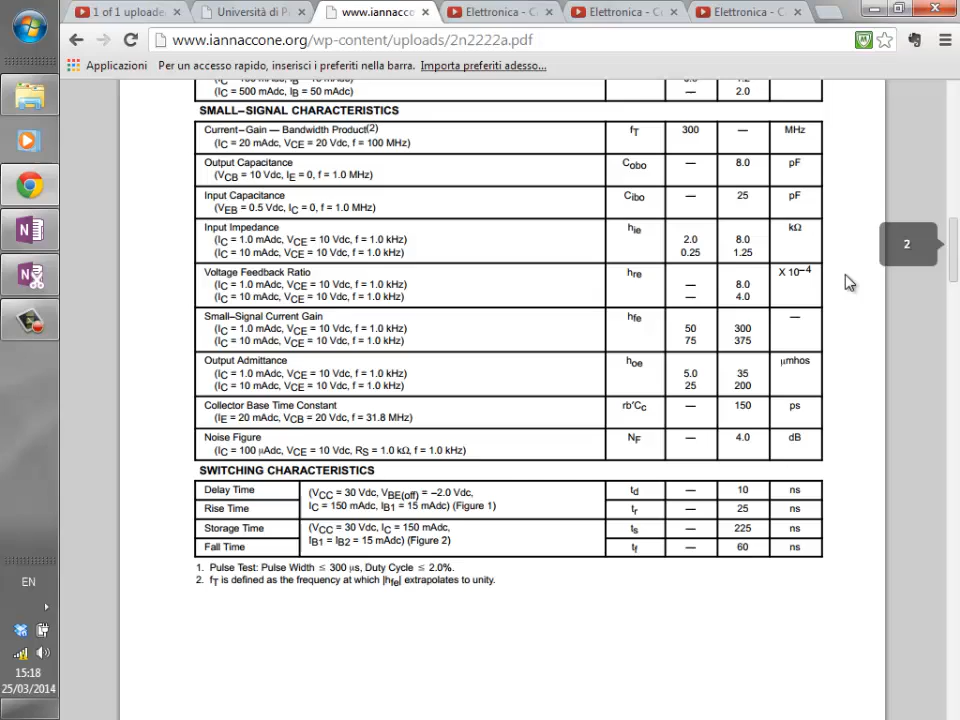 1 of 1 uploade
Università di P
www.iannacco
Elettronica - C
Elettronica - C
Elettronica - C
www.iannaccone.org/wp-content/uploads/2n2222a.pdf
Applicazioni Per un accesso rapido, inserisci i preferiti nella barra. Importa preferiti adesso...
(IC = 500 mAdc, IB = 50 mAdc) — 2.0
SMALL–SIGNAL CHARACTERISTICS
Current–Gain — Bandwidth Product(2) fT 300 — MHz
(IC = 20 mAdc, VCE = 20 Vdc, f = 100 MHz)
Output Capacitance Cobo — 8.0 pF
(VCB = 10 Vdc, IE = 0, f = 1.0 MHz)
Input Capacitance Cibo — 25 pF
(VEB = 0.5 Vdc, IC = 0, f = 1.0 MHz)
Input Impedance hie kΩ
(IC = 1.0 mAdc, VCE = 10 Vdc, f = 1.0 kHz) 2.0 8.0
(IC = 10 mAdc, VCE = 10 Vdc, f = 1.0 kHz) 0.25 1.25
2
Voltage Feedback Ratio hre X 10–4
(IC = 1.0 mAdc, VCE = 10 Vdc, f = 1.0 kHz) — 8.0
(IC = 10 mAdc, VCE = 10 Vdc, f = 1.0 kHz) — 4.0
Small–Signal Current Gain hfe —
(IC = 1.0 mAdc, VCE = 10 Vdc, f = 1.0 kHz) 50 300
(IC = 10 mAdc, VCE = 10 Vdc, f = 1.0 kHz) 75 375
Output Admittance hoe μmhos
(IC = 1.0 mAdc, VCE = 10 Vdc, f = 1.0 kHz) 5.0 35
(IC = 10 mAdc, VCE = 10 Vdc, f = 1.0 kHz) 25 200
Collector Base Time Constant rb′Cc — 150 ps
(IE = 20 mAdc, VCB = 20 Vdc, f = 31.8 MHz)
Noise Figure NF — 4.0 dB
(IC = 100 μAdc, VCE = 10 Vdc, RS = 1.0 kΩ, f = 1.0 kHz)
SWITCHING CHARACTERISTICS
Delay Time (VCC = 30 Vdc, VBE(off) = –2.0 Vdc, td — 10 ns
Rise Time IC = 150 mAdc, IB1 = 15 mAdc) (Figure 1) tr — 25 ns
Storage Time (VCC = 30 Vdc, IC = 150 mAdc, ts — 225 ns
Fall Time IB1 = IB2 = 15 mAdc) (Figure 2) tf — 60 ns
1. Pulse Test: Pulse Width ≤ 300 μs, Duty Cycle ≤ 2.0%.
2. fT is defined as the frequency at which |hfe| extrapolates to unity.
EN
15:18
25/03/2014